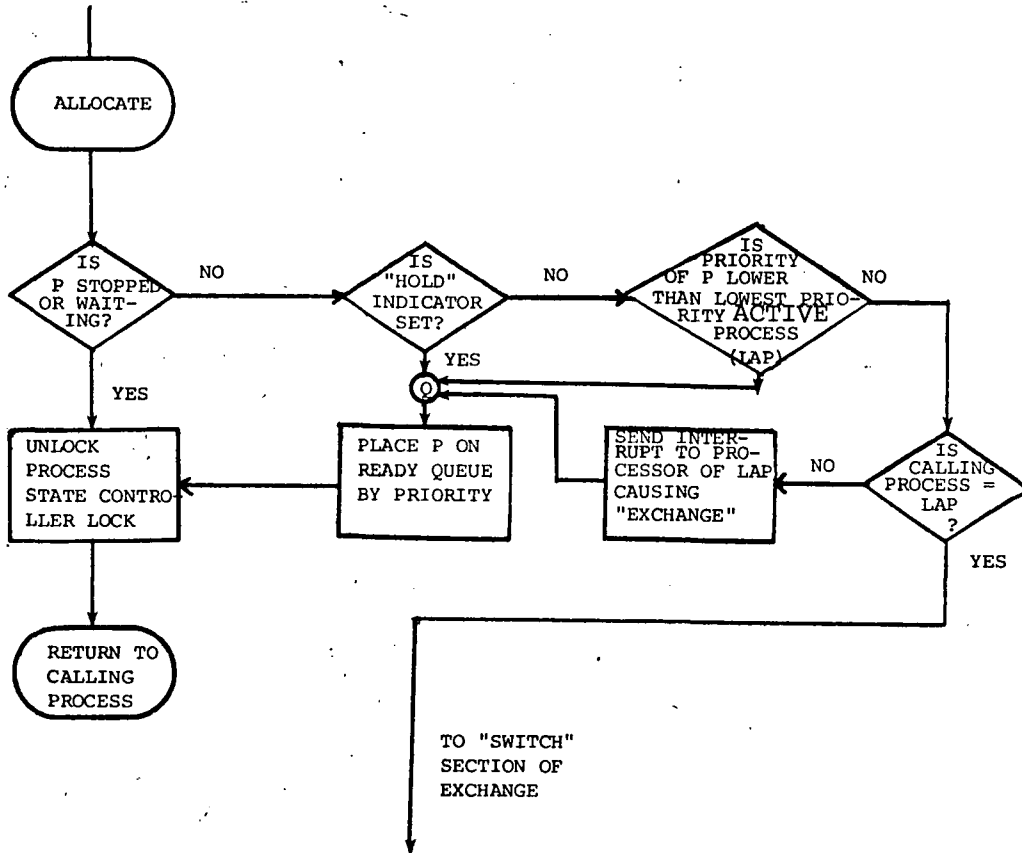 ALLOCATE
IS
P STOPPED
OR WAIT-
ING?
NO
YES
IS
"HOLD"
INDICATOR
SET?
NO
YES
IS
PRIORITY
OF P LOWER
THAN LOWEST PRIO-
RITY ACTIVE
PROCESS
(LAP)
NO
Q
UNLOCK
PROCESS
STATE CONTRO-
LLER LOCK
PLACE P ON
READY QUEUE
BY PRIORITY
SEND INTER-
RUPT TO PRO-
CESSOR OF LAP
CAUSING
"EXCHANGE"
NO
IS
CALLING
PROCESS =
LAP
?
YES
RETURN TO
CALLING
PROCESS
TO "SWITCH"
SECTION OF
EXCHANGE